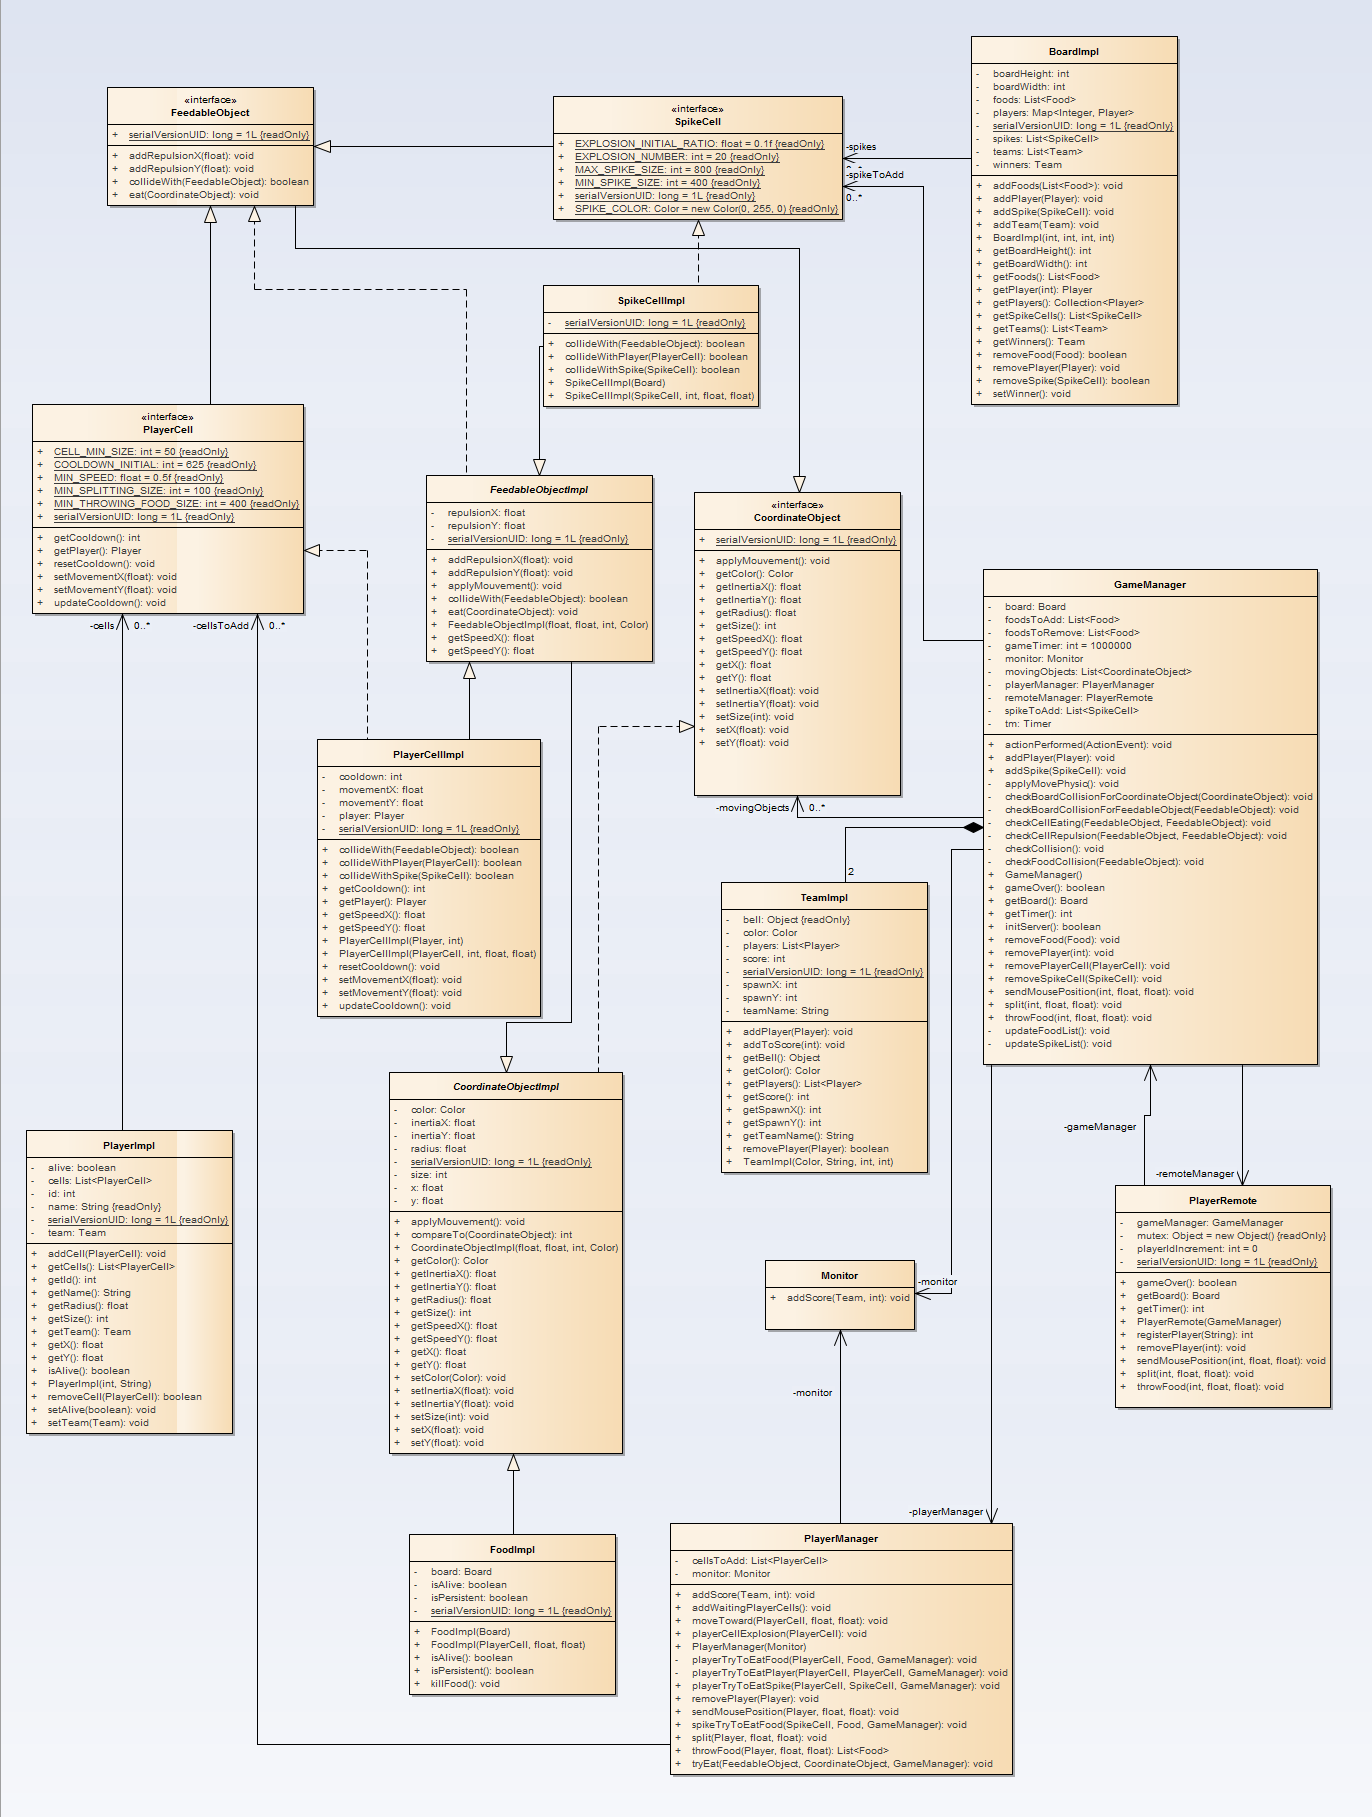 BoardImpl
- boardHeight: int
- boardWidth: int
- foods: List<Food>
- players: Map<Integer, Player>
- serialVersionUID: long = 1L {readOnly}
- spikes: List<SpikeCell>
- teams: List<Team>
- winners: Team
+ addFoods(List<Food>): void
+ addPlayer(Player): void
+ addSpike(SpikeCell): void
+ addTeam(Team): void
+ BoardImpl(int, int, int, int)
+ getBoardHeight(): int
+ getBoardWidth(): int
+ getFoods(): List<Food>
+ getPlayer(int): Player
+ getPlayers(): Collection<Player>
+ getSpikeCells(): List<SpikeCell>
+ getTeams(): List<Team>
+ getWinners(): Team
+ removeFood(Food): boolean
+ removePlayer(Player): void
+ removeSpike(SpikeCell): boolean
+ setWinner(): void
«interface»
FeedableObject
+ serialVersionUID: long = 1L {readOnly}
+ addRepulsionX(float): void
+ addRepulsionY(float): void
+ collideWith(FeedableObject): boolean
+ eat(CoordinateObject): void
«interface»
SpikeCell
+ EXPLOSION_INITIAL_RATIO: float = 0.1f {readOnly}
+ EXPLOSION_NUMBER: int = 20 {readOnly}
+ MAX_SPIKE_SIZE: int = 800 {readOnly}
+ MIN_SPIKE_SIZE: int = 400 {readOnly}
+ serialVersionUID: long = 1L {readOnly}
+ SPIKE_COLOR: Color = new Color(0, 255, 0) {readOnly}
-spikes
-spikeToAdd
0..*
SpikeCellImpl
- serialVersionUID: long = 1L {readOnly}
+ collideWith(FeedableObject): boolean
+ collideWithPlayer(PlayerCell): boolean
+ collideWithSpike(SpikeCell): boolean
+ SpikeCellImpl(Board)
+ SpikeCellImpl(SpikeCell, int, float, float)
«interface»
PlayerCell
+ CELL_MIN_SIZE: int = 50 {readOnly}
+ COOLDOWN_INITIAL: int = 625 {readOnly}
+ MIN_SPEED: float = 0.5f {readOnly}
+ MIN_SPLITTING_SIZE: int = 100 {readOnly}
+ MIN_THROWING_FOOD_SIZE: int = 400 {readOnly}
+ serialVersionUID: long = 1L {readOnly}
+ getCooldown(): int
+ getPlayer(): Player
+ resetCooldown(): void
+ setMovementX(float): void
+ setMovementY(float): void
+ updateCooldown(): void
-cells 0..*
-cellsToAdd 0..*
FeedableObjectImpl
- repulsionX: float
- repulsionY: float
- serialVersionUID: long = 1L {readOnly}
+ addRepulsionX(float): void
+ addRepulsionY(float): void
+ applyMouvement(): void
+ collideWith(FeedableObject): boolean
+ eat(CoordinateObject): void
+ FeedableObjectImpl(float, float, int, Color)
+ getSpeedX(): float
+ getSpeedY(): float
«interface»
CoordinateObject
+ serialVersionUID: long = 1L {readOnly}
+ applyMouvement(): void
+ getColor(): Color
+ getInertiaX(): float
+ getInertiaY(): float
+ getRadius(): float
+ getSize(): int
+ getSpeedX(): float
+ getSpeedY(): float
+ getX(): float
+ getY(): float
+ setInertiaX(float): void
+ setInertiaY(float): void
+ setSize(int): void
+ setX(float): void
+ setY(float): void
-movingObjects 0..*
GameManager
- board: Board
- foodsToAdd: List<Food>
- foodsToRemove: List<Food>
- gameTimer: int = 1000000
- monitor: Monitor
- movingObjects: List<CoordinateObject>
- playerManager: PlayerManager
- remoteManager: PlayerRemote
- spikeToAdd: List<SpikeCell>
- tm: Timer
+ actionPerformed(ActionEvent): void
+ addPlayer(Player): void
+ addSpike(SpikeCell): void
- applyMovePhysic(): void
- checkBoardCollisionForCoordinateObject(CoordinateObject): void
- checkBoardCollisionForFeedableObject(FeedableObject): void
- checkCellEating(FeedableObject, FeedableObject): void
- checkCellRepulsion(FeedableObject, FeedableObject): void
- checkCollision(): void
- checkFoodCollision(FeedableObject): void
+ GameManager()
+ gameOver(): boolean
+ getBoard(): Board
+ getTimer(): int
+ initServer(): boolean
+ removeFood(Food): void
+ removePlayer(int): void
+ removePlayerCell(PlayerCell): void
+ removeSpikeCell(SpikeCell): void
+ sendMousePosition(int, float, float): void
+ split(int, float, float): void
+ throwFood(int, float, float): void
- updateFoodList(): void
- updateSpikeList(): void
PlayerCellImpl
- cooldown: int
- movementX: float
- movementY: float
- player: Player
- serialVersionUID: long = 1L {readOnly}
+ collideWith(FeedableObject): boolean
+ collideWithPlayer(PlayerCell): boolean
+ collideWithSpike(SpikeCell): boolean
+ getCooldown(): int
+ getPlayer(): Player
+ getSpeedX(): float
+ getSpeedY(): float
+ PlayerCellImpl(Player, int)
+ PlayerCellImpl(PlayerCell, int, float, float)
+ resetCooldown(): void
+ setMovementX(float): void
+ setMovementY(float): void
+ updateCooldown(): void
2
TeamImpl
- bell: Object {readOnly}
- color: Color
- players: List<Player>
- score: int
- serialVersionUID: long = 1L {readOnly}
- spawnX: int
- spawnY: int
- teamName: String
+ addPlayer(Player): void
+ addToScore(int): void
+ getBell(): Object
+ getColor(): Color
+ getPlayers(): List<Player>
+ getScore(): int
+ getSpawnX(): int
+ getSpawnY(): int
+ getTeamName(): String
+ removePlayer(Player): boolean
+ TeamImpl(Color, String, int, int)
CoordinateObjectImpl
- color: Color
- inertiaX: float
- inertiaY: float
- radius: float
- serialVersionUID: long = 1L {readOnly}
- size: int
- x: float
- y: float
+ applyMouvement(): void
+ compareTo(CoordinateObject): int
+ CoordinateObjectImpl(float, float, int, Color)
+ getColor(): Color
+ getInertiaX(): float
+ getInertiaY(): float
+ getRadius(): float
+ getSize(): int
+ getSpeedX(): float
+ getSpeedY(): float
+ getX(): float
+ getY(): float
+ setColor(Color): void
+ setInertiaX(float): void
+ setInertiaY(float): void
+ setSize(int): void
+ setX(float): void
+ setY(float): void
PlayerImpl
- alive: boolean
- cells: List<PlayerCell>
- id: int
- name: String {readOnly}
- serialVersionUID: long = 1L {readOnly}
- team: Team
+ addCell(PlayerCell): void
+ getCells(): List<PlayerCell>
+ getId(): int
+ getName(): String
+ getRadius(): float
+ getSize(): int
+ getTeam(): Team
+ getX(): float
+ getY(): float
+ isAlive(): boolean
+ PlayerImpl(int, String)
+ removeCell(PlayerCell): boolean
+ setAlive(boolean): void
+ setTeam(Team): void
-gameManager
-remoteManager
PlayerRemote
- gameManager: GameManager
- mutex: Object = new Object() {readOnly}
- playerIdIncrement: int = 0
- serialVersionUID: long = 1L {readOnly}
+ gameOver(): boolean
+ getBoard(): Board
+ getTimer(): int
+ PlayerRemote(GameManager)
+ registerPlayer(String): int
+ removePlayer(int): void
+ sendMousePosition(int, float, float): void
+ split(int, float, float): void
+ throwFood(int, float, float): void
Monitor
+ addScore(Team, int): void
-monitor
-monitor
-playerManager
FoodImpl
- board: Board
- isAlive: boolean
- isPersistent: boolean
- serialVersionUID: long = 1L {readOnly}
+ FoodImpl(Board)
+ FoodImpl(PlayerCell, float, float)
+ isAlive(): boolean
+ isPersistent(): boolean
+ killFood(): void
PlayerManager
- cellsToAdd: List<PlayerCell>
- monitor: Monitor
+ addScore(Team, int): void
+ addWaitingPlayerCells(): void
+ moveToward(PlayerCell, float, float): void
+ playerCellExplosion(PlayerCell): void
+ PlayerManager(Monitor)
- playerTryToEatFood(PlayerCell, Food, GameManager): void
- playerTryToEatPlayer(PlayerCell, PlayerCell, GameManager): void
+ playerTryToEatSpike(PlayerCell, SpikeCell, GameManager): void
+ removePlayer(Player): void
+ sendMousePosition(Player, float, float): void
+ spikeTryToEatFood(SpikeCell, Food, GameManager): void
+ split(Player, float, float): void
+ throwFood(Player, float, float): List<Food>
+ tryEat(FeedableObject, CoordinateObject, GameManager): void